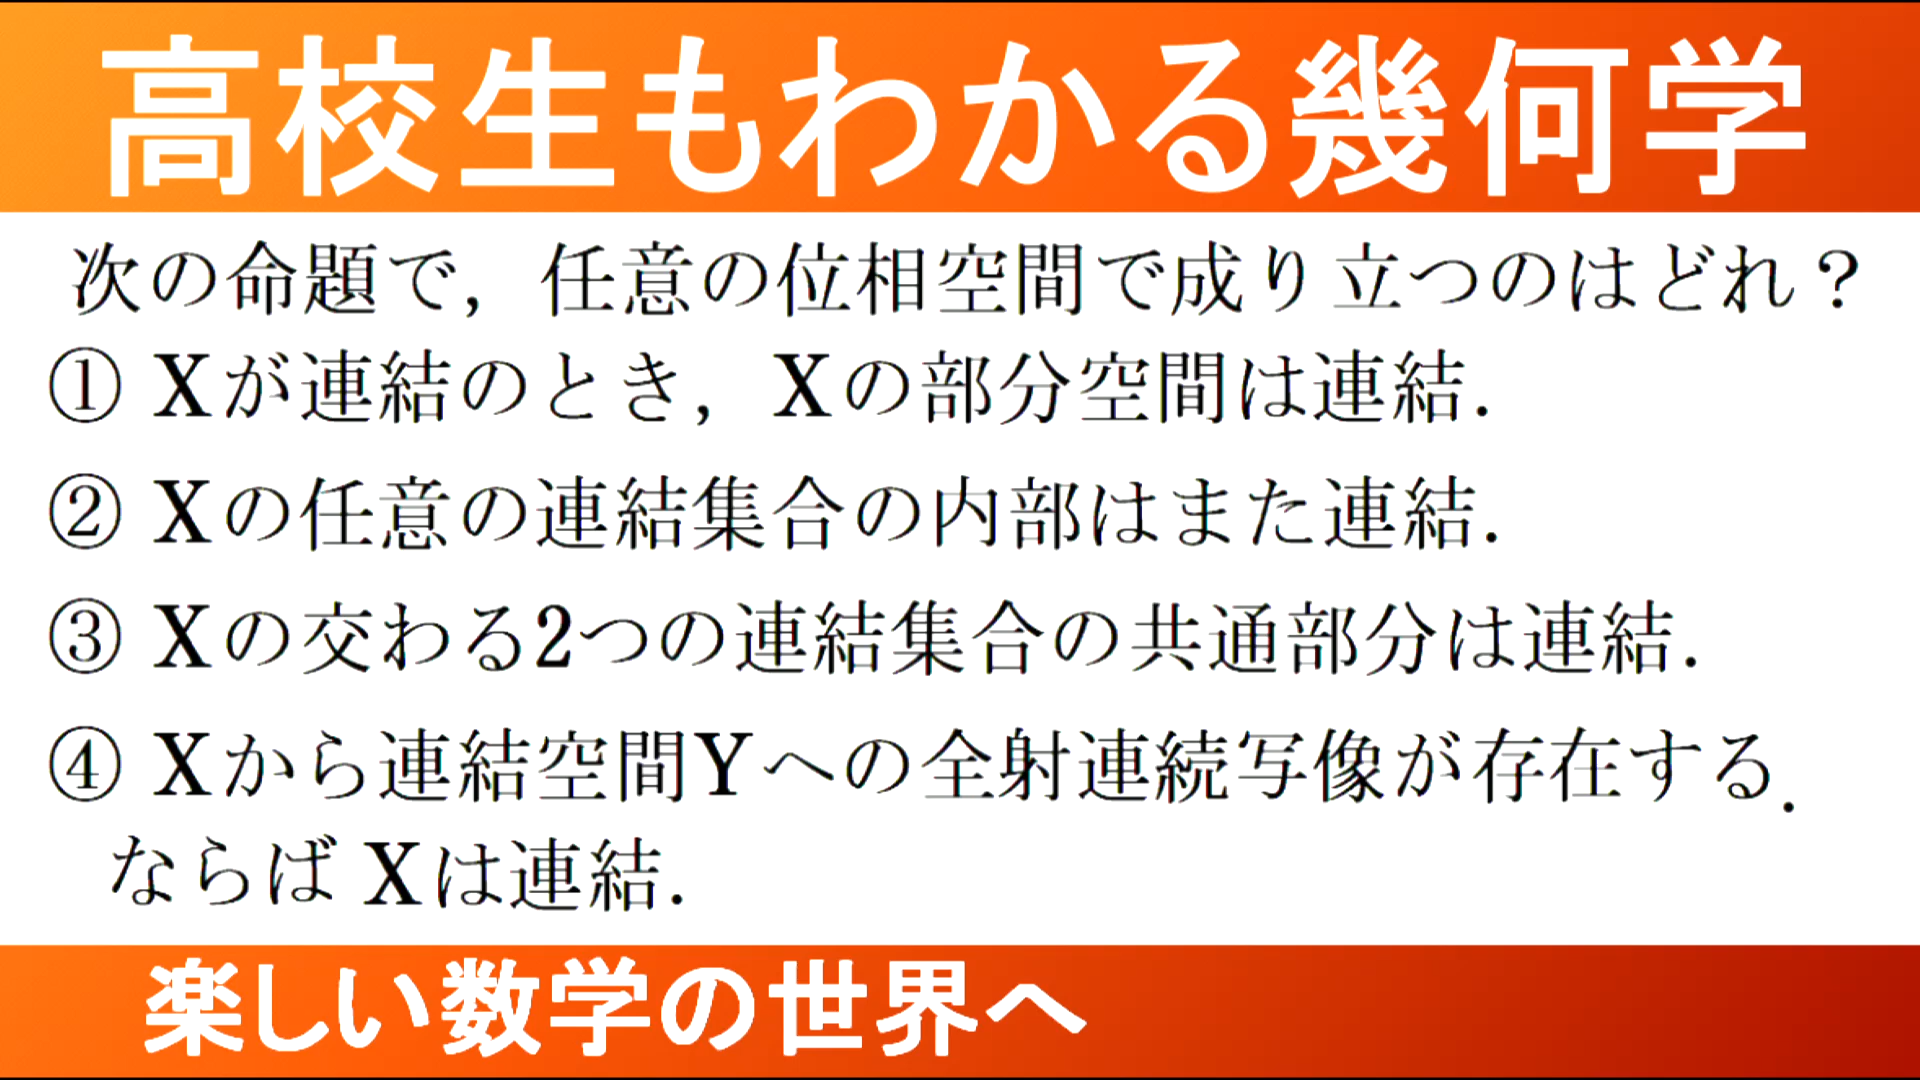 高校生もわかる幾何学
次の命題で，任意の位相空間で成り立つのはどれ？
① Xが連結のとき，Xの部分空間は連結．
② Xの任意の連結集合の内部はまた連結．
③ Xの交わる2つの連結集合の共通部分は連結．
④ Xから連結空間Yへの全射連続写像が存在する．
ならば Xは連結．
楽しい数学の世界へ